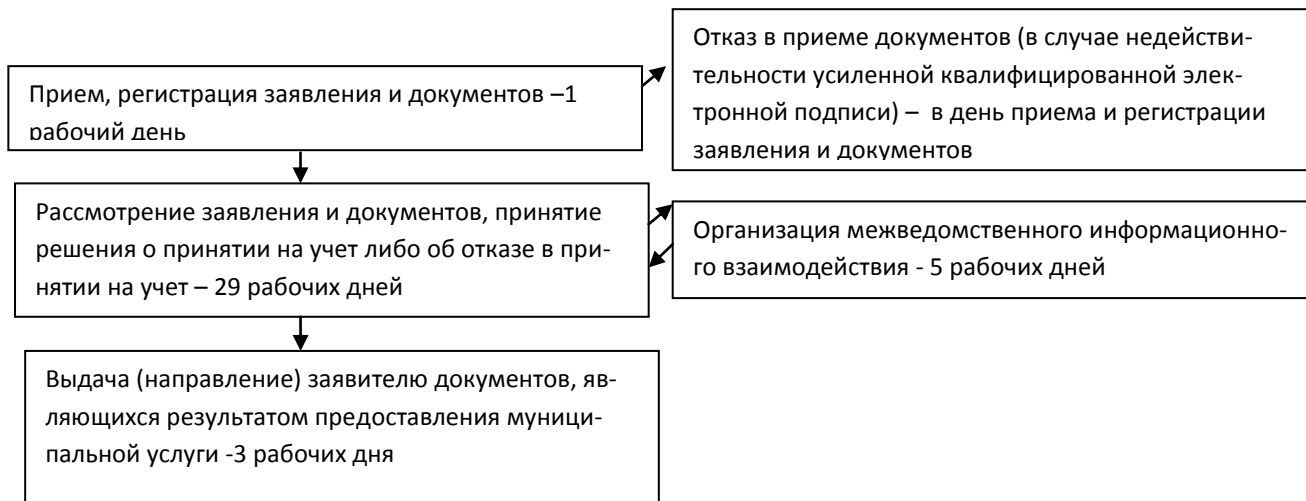 Прием, регистрация заявления и документов –1
рабочий день
Отказ в приеме документов (в случае недействи-
тельности усиленной квалифицированной элек-
тронной подписи) – в день приема и регистрации
заявления и документов
Рассмотрение заявления и документов, принятие
решения о принятии на учет либо об отказе в при-
нятии на учет – 29 рабочих дней
Организация межведомственного информационно-
го взаимодействия - 5 рабочих дней
Выдача (направление) заявителю документов, яв-
ляющихся результатом предоставления муници-
пальной услуги -3 рабочих дня